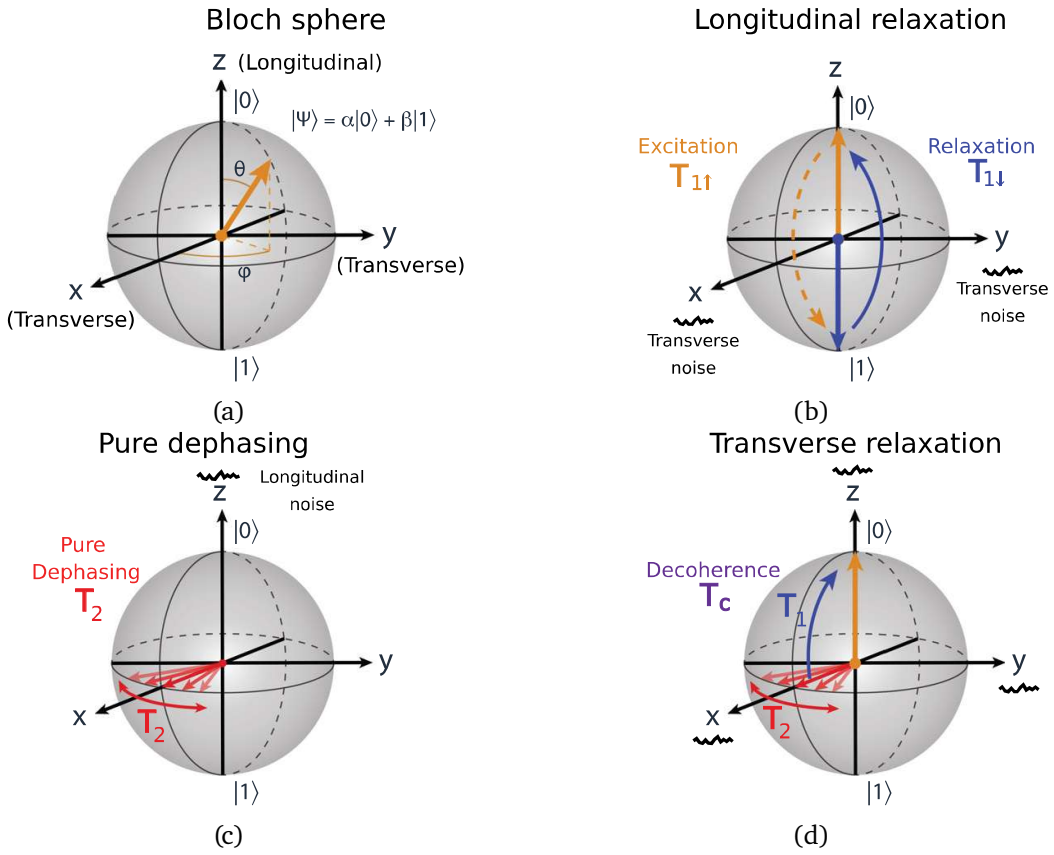 Bloch sphere
z (Longitudinal)
|0⟩
|Ψ⟩ = α|0⟩ + β|1⟩
θ
y
(Transverse)
φ
x
(Transverse)
|1⟩
(a)
Longitudinal relaxation
z
|0⟩
Excitation
T1↑
Relaxation
T1↓
y
Transverse
noise
x
Transverse
noise
|1⟩
(b)
Pure dephasing
Longitudinal
noise
z
|0⟩
Pure
Dephasing
T2
y
x
T2
|1⟩
(c)
Transverse relaxation
z
|0⟩
Decoherence
Tc
T1
y
x
T2
|1⟩
(d)